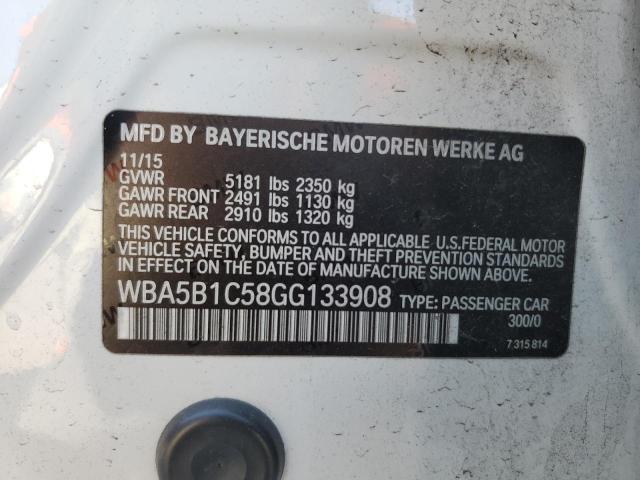 MFD BY BAYERISCHE MOTOREN WERKE AG
11/15
GVWR 5181 lbs 2350 kg
GAWR FRONT 2491 lbs 1130 kg
GAWR REAR 2910 lbs 1320 kg
THIS VEHICLE CONFORMS TO ALL APPLICABLE U.S.FEDERAL MOTOR
VEHICLE SAFETY, BUMPER AND THEFT PREVENTION STANDARDS
IN EFFECT ON THE DATE OF MANUFACTURE SHOWN ABOVE.
WBA5B1C58GG133908 TYPE: PASSENGER CAR
300/0
7 315 814